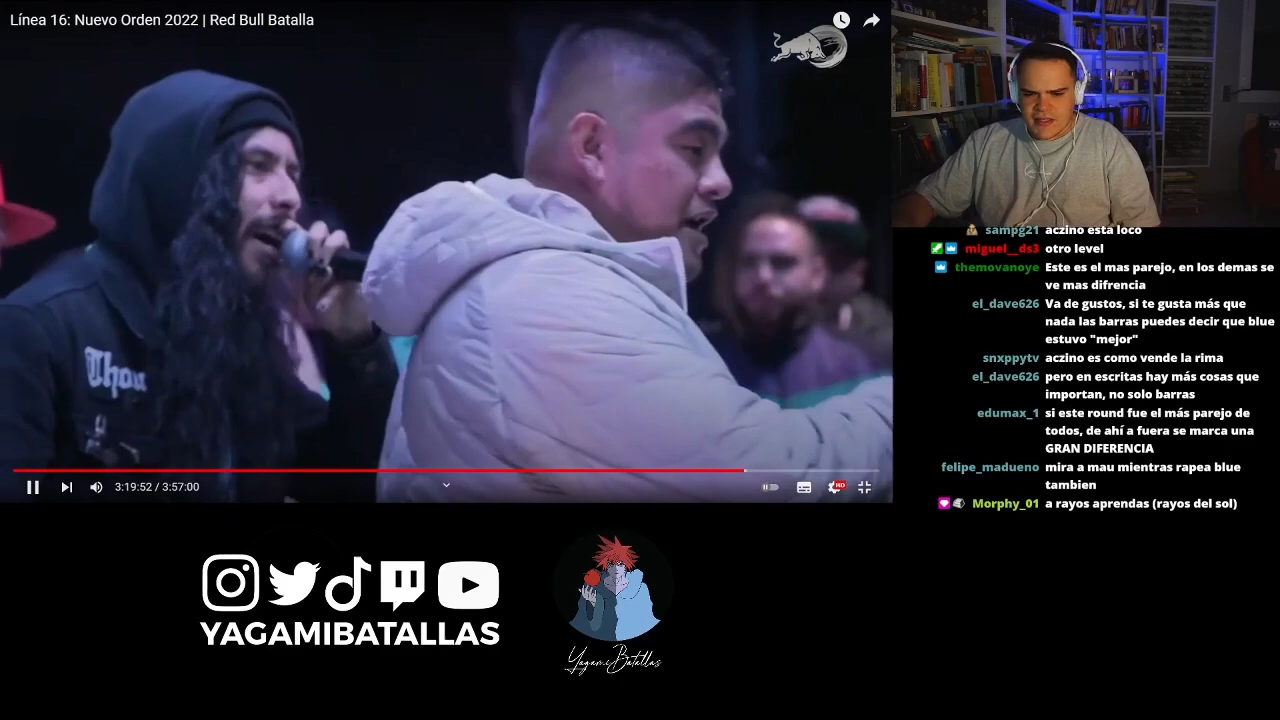 Línea 16: Nuevo Orden 2022 | Red Bull Batalla
Thou
3:19:52 / 3:57:00
HD
sampg21 aczino esta loco
miguel__ds3 otro level
themovanoye Este es el mas parejo, en los demas se
ve mas difrencia
el_dave626 Va de gustos, si te gusta más que
nada las barras puedes decir que blue
estuvo "mejor"
snxppytv aczino es como vende la rima
el_dave626 pero en escritas hay más cosas que
importan, no solo barras
edumax_1 si este round fue el más parejo de
todos, de ahí a fuera se marca una
GRAN DIFERENCIA
felipe_madueno mira a mau mientras rapea blue
tambien
Morphy_01 a rayos aprendas (rayos del sol)
YAGAMIBATALLAS
YagamiBatallas